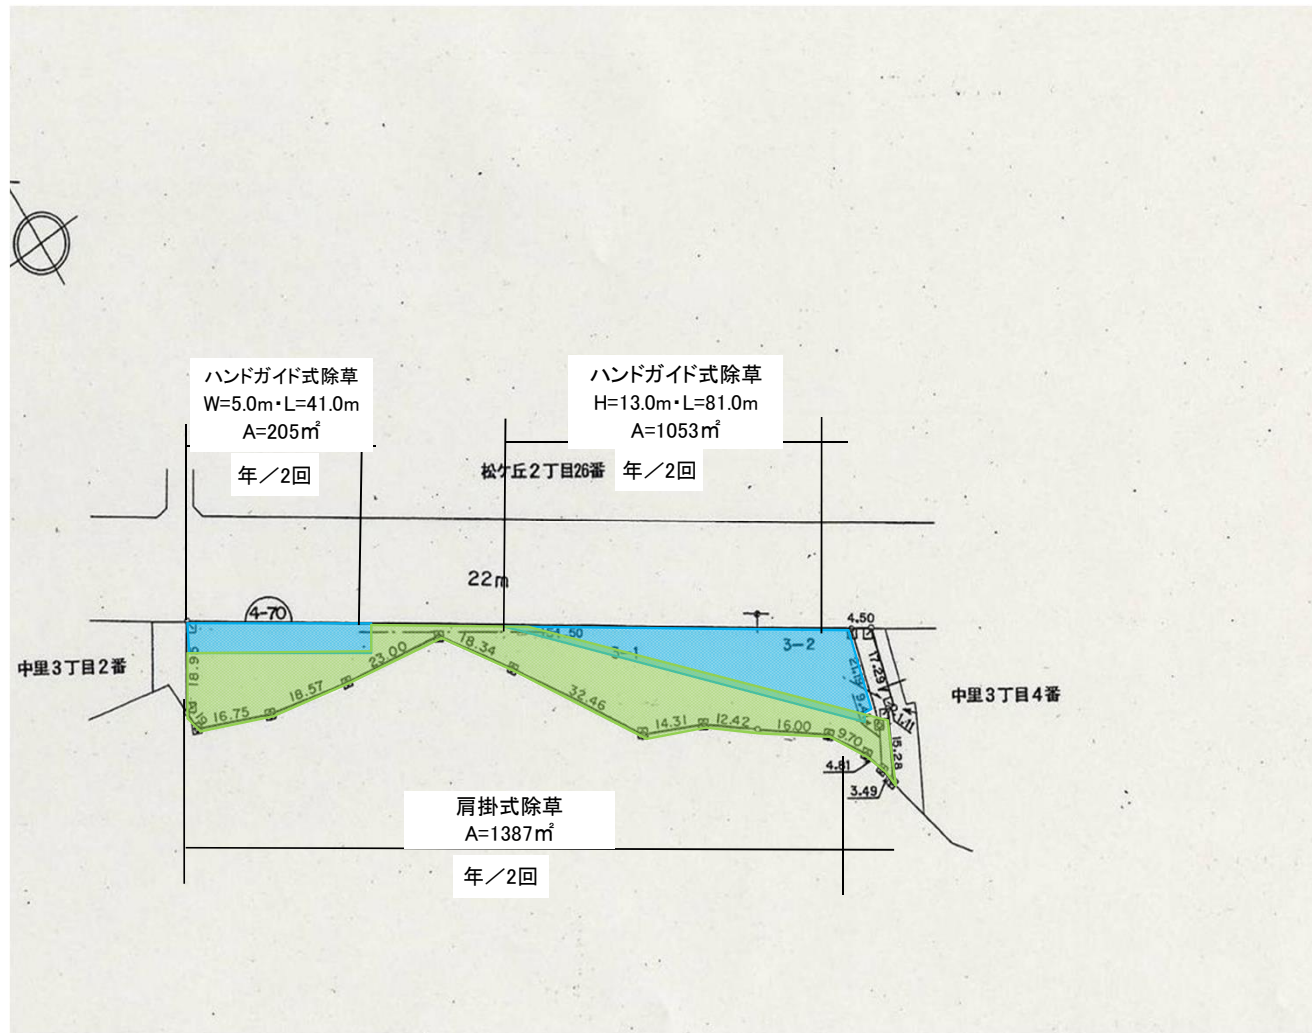 ハンドガイド式除草
W=5.0m・L=41.0m
A=205㎡
年／2回
ハンドガイド式除草
H=13.0m・L=81.0m
A=1053㎡
年／2回
松ケ丘２丁目26番
22m
4-70
4.50
3-1
3-2
中里３丁目２番
中里３丁目４番
18.95
16.75
18.57
23.00
18.34
32.46
14.31
12.42
16.00
9.70
4.81
3.49
15.28
17.29
肩掛式除草
A=1387㎡
年／2回